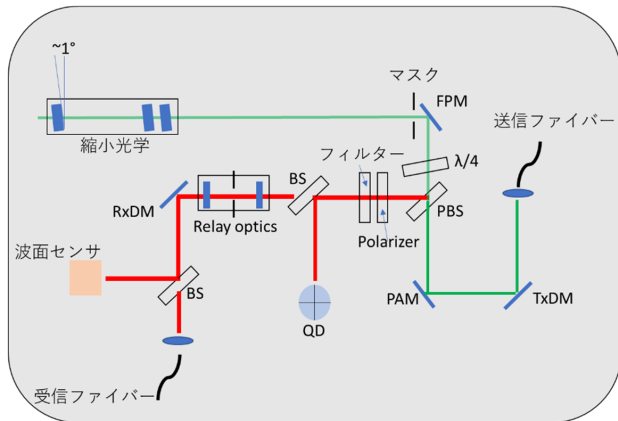 ~1°
マスク
FPM
送信ファイバー
縮小光学
フィルター
λ/4
BS
RxDM
PBS
Relay optics
Polarizer
波面センサ
BS
PAM
TxDM
QD
受信ファイバー